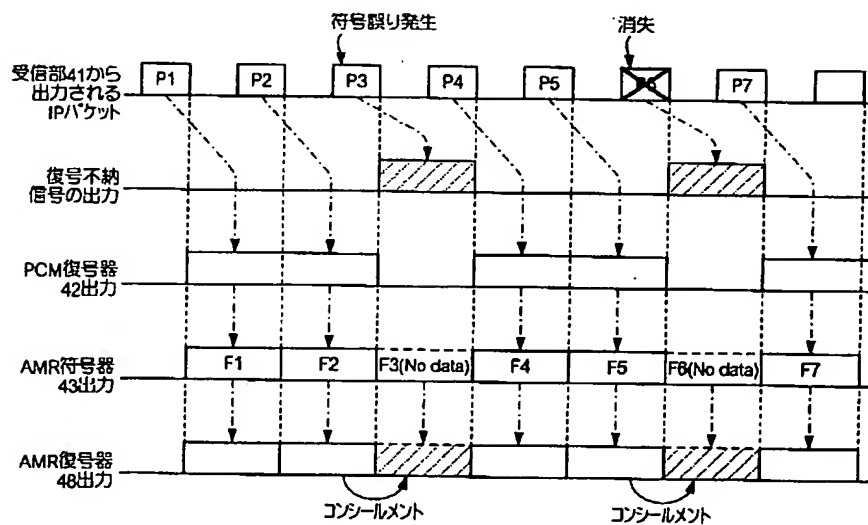 符号誤り発生
消失
受信部41から
出力される
IPパケット
P1 P2 P3 P4 P5 P6 P7
復号不納
信号の出力
PCM復号器
42出力
AMR符号器
43出力
F1 F2 F3(No data) F4 F5 F6(No data) F7
AMR復号器
48出力
コンシールメント コンシールメント